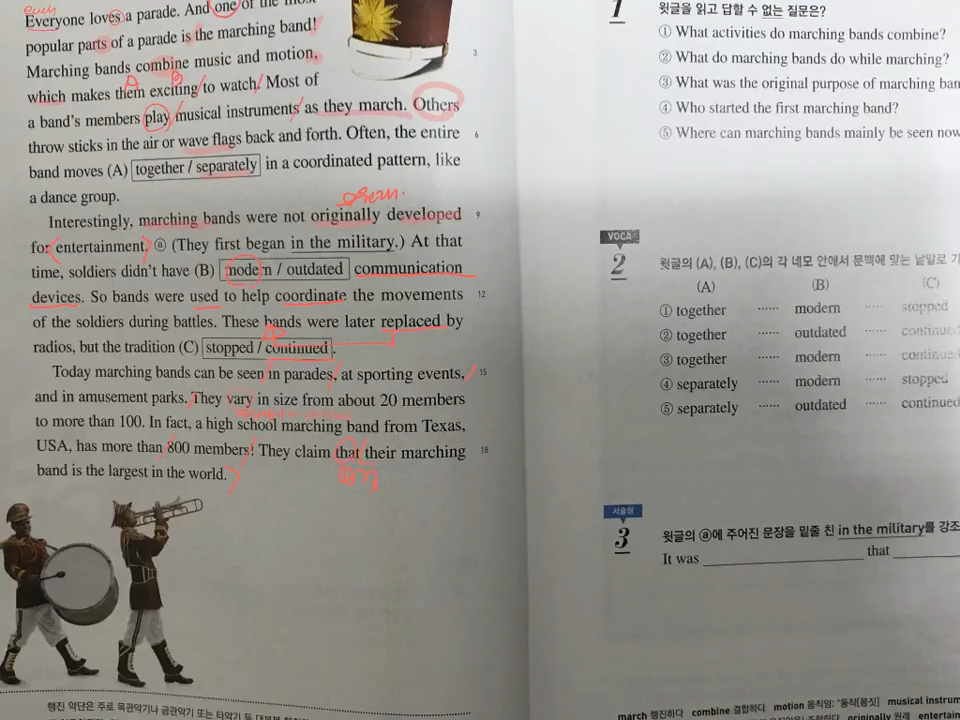 each
Everyone loves a parade. And one of the most
popular parts of a parade is the marching band!
Marching bands combine music and motion,
3
A B
which makes them exciting to watch. Most of
a band's members play musical instruments as they march. Others
throw sticks in the air or wave flags back and forth. Often, the entire
6
band moves (A) together / separately in a coordinated pattern, like
a dance group.
Interestingly, marching bands were not originally developed
9
for entertainment. ⓐ (They first began in the military.) At that
time, soldiers didn't have (B) modern / outdated communication
devices. So bands were used to help coordinate the movements
12
of the soldiers during battles. These bands were later replaced by
radios, but the tradition (C) stopped / continued.
Today marching bands can be seen in parades, at sporting events,
15
and in amusement parks. They vary in size from about 20 members
to more than 100. In fact, a high school marching band from Texas,
USA, has more than 800 members! They claim that their marching
18
band is the largest in the world.
행진 악단은 주로 목관악기나 금관악기 또는 타악기 등
1
윗글을 읽고 답할 수 없는 질문은?
① What activities do marching bands combine?
② What do marching bands do while marching?
③ What was the original purpose of marching
④ Who started the first marching band?
⑤ Where can marching bands mainly be seen now
VOCA
2
윗글의 (A), (B), (C)의 각 네모 안에서 문맥에 맞는 낱말로
(A) (B) (C)
① together ······ modern ······ stopped
② together ······ outdated ······ continued
③ together ······ modern ······ continued
④ separately ······ modern ······ stopped
⑤ separately ······ outdated ······ continued
서술형
3
윗글의 ⓐ에 주어진 문장을 밑줄 친 in the military를 강조
It was ____________ that
march 행진하다 combine 결합하다 motion 움직임; *동작[몸짓] musical
originally 원래